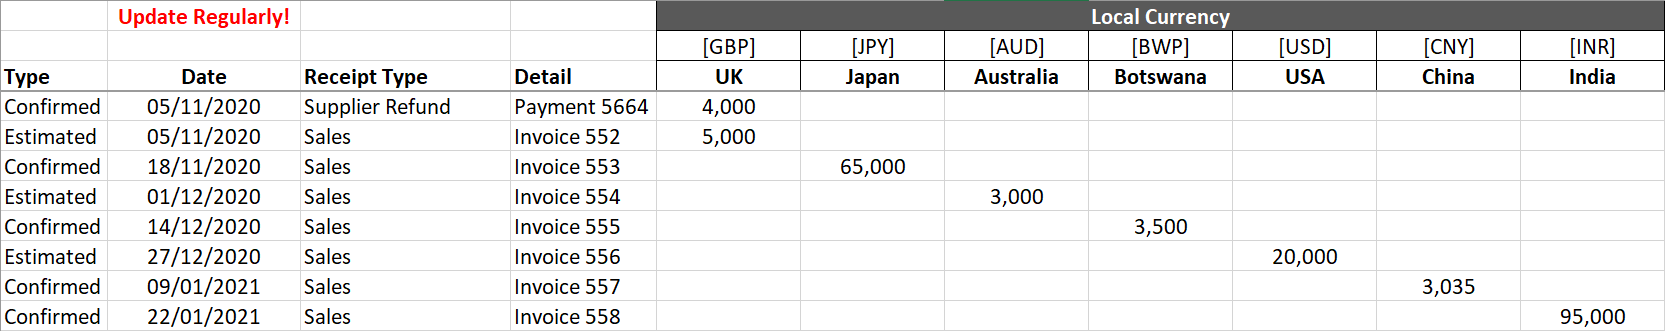 Update Regularly! Local Currency
[GBP] [JPY] [AUD] [BWP] [USD] [CNY] [INR]
Type Date Receipt Type Detail UK Japan Australia Botswana USA China India
Confirmed 05/11/2020 Supplier Refund Payment 5664 4,000
Estimated 05/11/2020 Sales Invoice 552 5,000
Confirmed 18/11/2020 Sales Invoice 553 65,000
Estimated 01/12/2020 Sales Invoice 554 3,000
Confirmed 14/12/2020 Sales Invoice 555 3,500
Estimated 27/12/2020 Sales Invoice 556 20,000
Confirmed 09/01/2021 Sales Invoice 557 3,035
Confirmed 22/01/2021 Sales Invoice 558 95,000